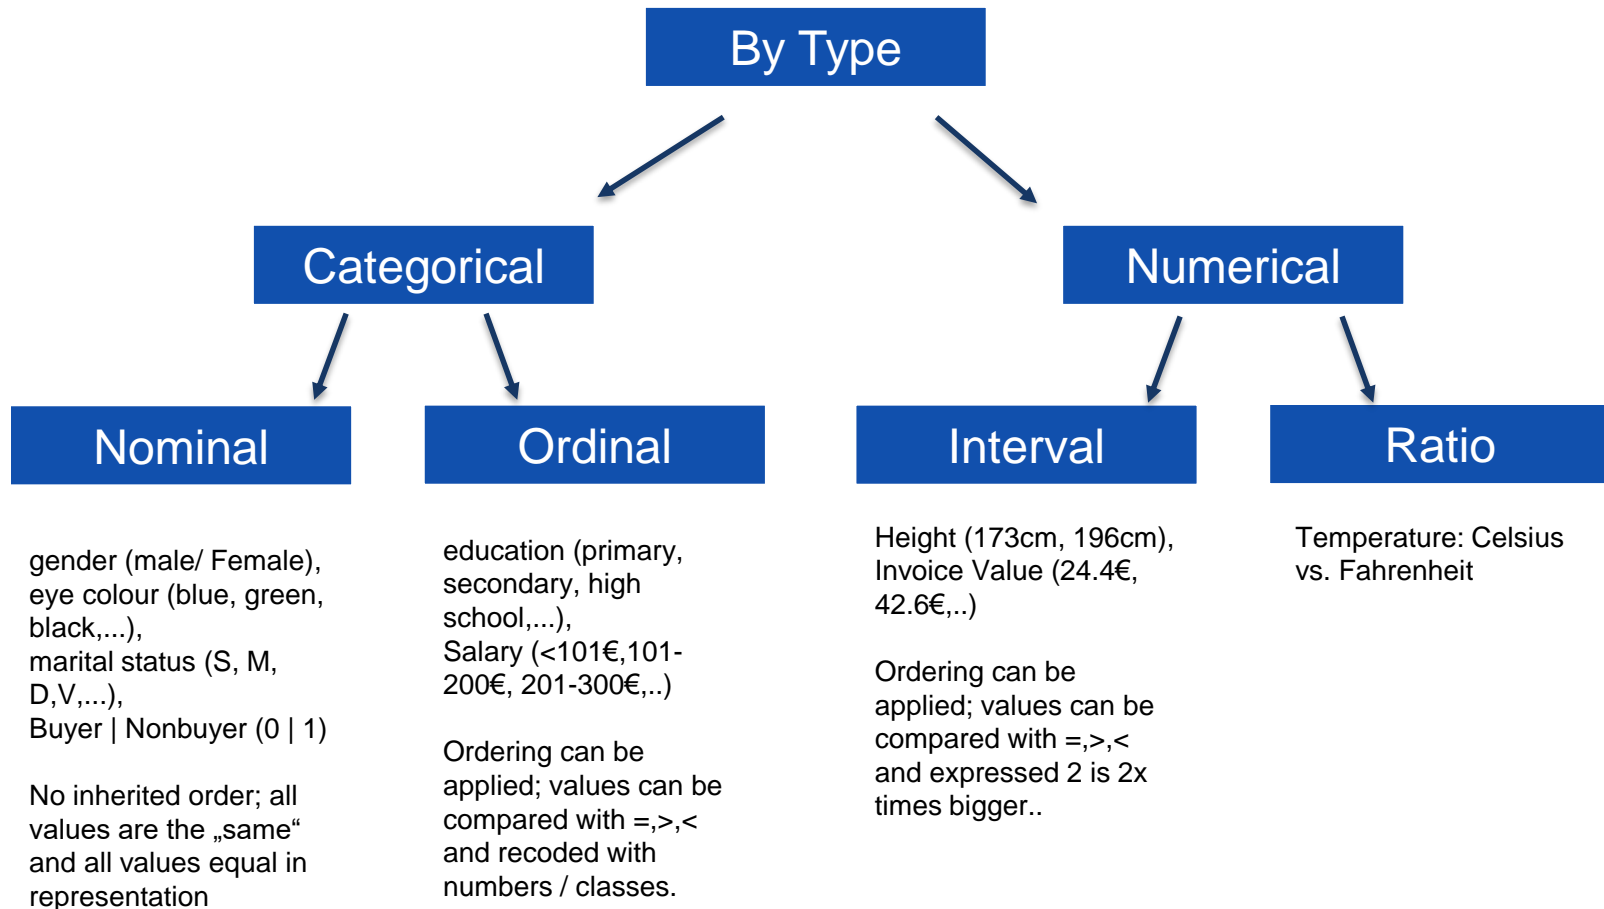 By Type
Categorical
Numerical
Nominal
Ordinal
Interval
Ratio
gender (male/ Female),
eye colour (blue, green,
black,...),
marital status (S, M,
D,V,...),
Buyer | Nonbuyer (0 | 1)
No inherited order; all
values are the „same“
and all values equal in
representation
education (primary,
secondary, high
school,...),
Salary (<101€,101-
200€, 201-300€,..)
Ordering can be
applied; values can be
compared with =,>,<
and recoded with
numbers / classes.
Height (173cm, 196cm),
Invoice Value (24.4€,
42.6€,..)
Ordering can be
applied; values can be
compared with =,>,<
and expressed 2 is 2x
times bigger..
Temperature: Celsius
vs. Fahrenheit